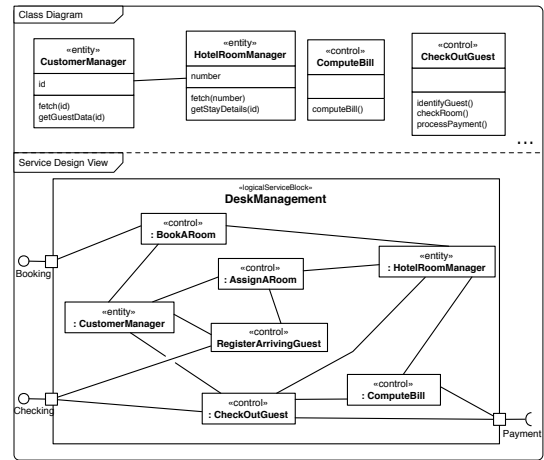 Class Diagram
«entity»
CustomerManager
id
fetch(id)
getGuestData(id)
«entity»
HotelRoomManager
number
fetch(number)
getStayDetails(id)
«control»
ComputeBill
computeBill()
«control»
CheckOutGuest
identifyGuest()
checkRoom()
processPayment()
...
Service Design View
«logicalServiceBlock»
DeskManagement
«control»
: BookARoom
«entity»
: HotelRoomManager
Booking
«control»
: AssignARoom
«entity»
: CustomerManager
«control»
RegisterArrivingGuest
«control»
: ComputeBill
Checking
«control»
: CheckOutGuest
Payment